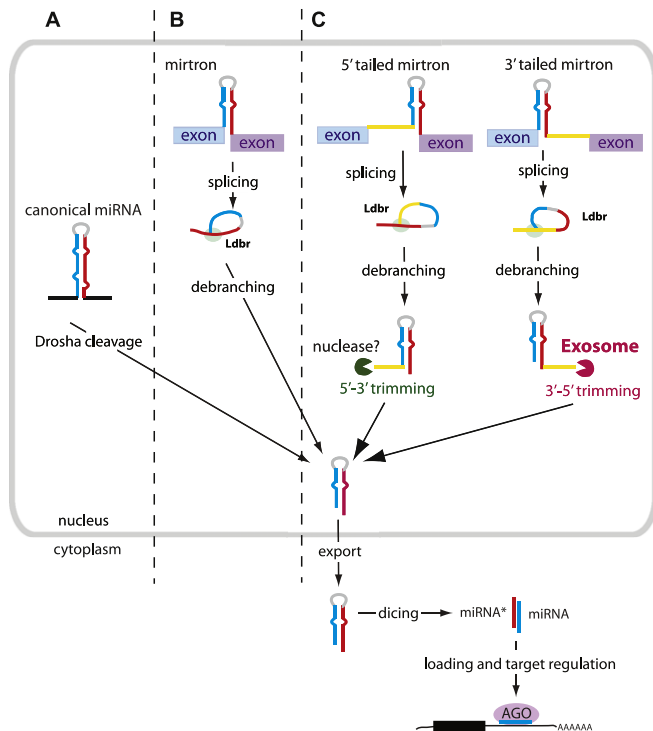 A
B
C
mirtron
5′ tailed mirtron
3′ tailed mirtron
exon
exon
exon
exon
exon
exon
splicing
splicing
splicing
canonical miRNA
Ldbr
Ldbr
Ldbr
debranching
debranching
debranching
Drosha cleavage
nuclease?
Exosome
5′-3′ trimming
3′-5′ trimming
nucleus
cytoplasm
export
dicing
miRNA*
miRNA
loading and target regulation
AGO
AAAAAA